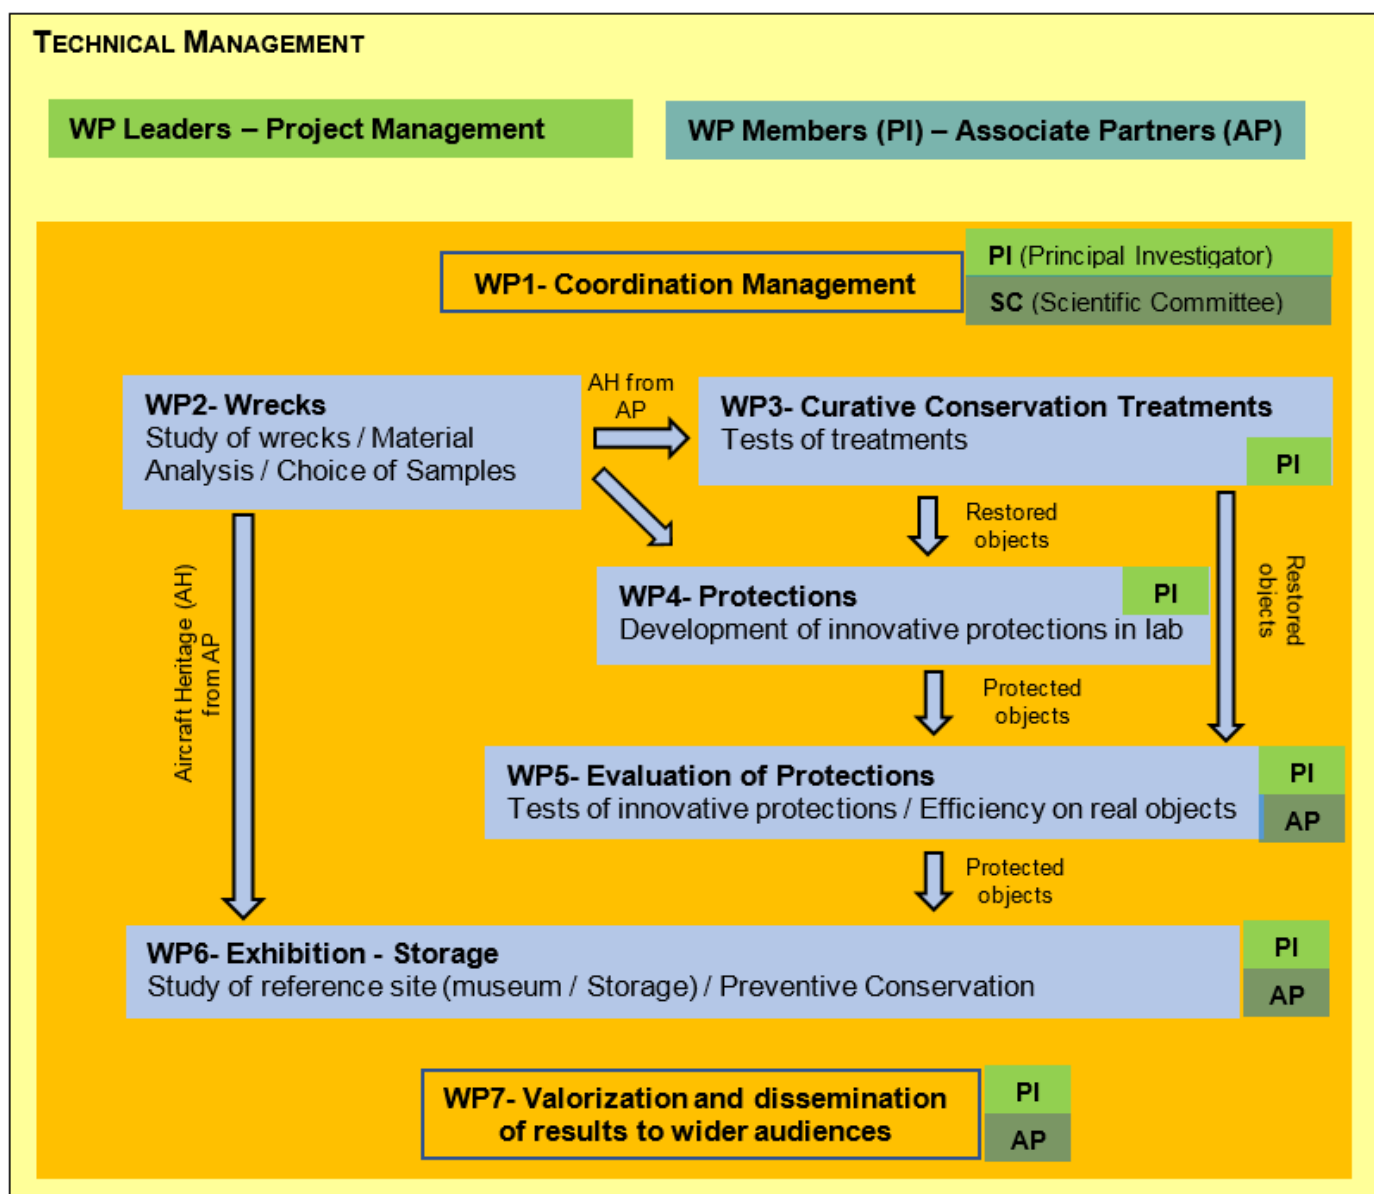 TECHNICAL MANAGEMENT
WP Leaders – Project Management
WP Members (PI) – Associate Partners (AP)
WP1- Coordination Management
PI (Principal Investigator)
SC (Scientific Committee)
WP2- Wrecks
Study of wrecks / Material
Analysis / Choice of Samples
AH from
AP
WP3- Curative Conservation Treatments
Tests of treatments
PI
Restored
objects
Restored
objects
WP4- Protections
Development of innovative protections in lab
PI
Aircraft Heritage (AH)
from AP
Protected
objects
WP5- Evaluation of Protections
Tests of innovative protections / Efficiency on real objects
PI
AP
Protected
objects
WP6- Exhibition - Storage
Study of reference site (museum / Storage) / Preventive Conservation
PI
AP
WP7- Valorization and dissemination
of results to wider audiences
PI
AP